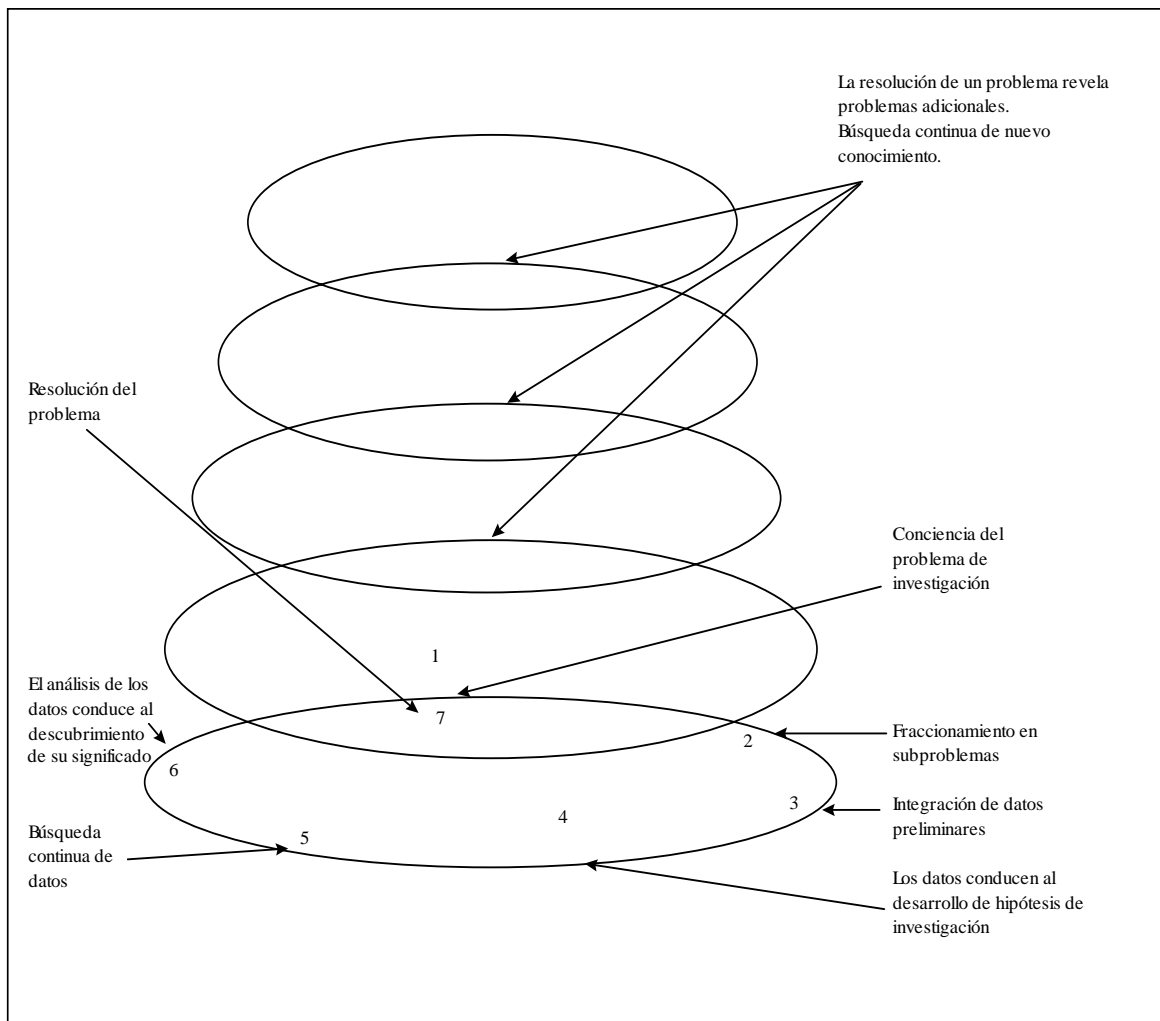 La resolución de un problema revela
problemas adicionales.
Búsqueda continua de nuevo
conocimiento.
Resolución del
problema
Conciencia del
problema de
investigación
1
El análisis de los
datos conduce al
descubrimiento
de su significado
7
2
Fraccionamiento en
subproblemas
6
3
Integración de datos
preliminares
4
5
Búsqueda
continua de
datos
Los datos conducen al
desarrollo de hipótesis de
investigación